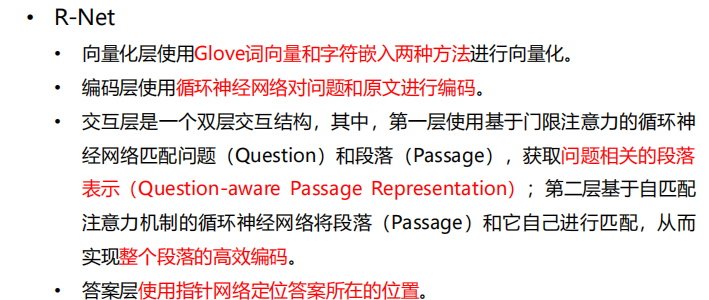 • R-Net
• 向量化层使用Glove词向量和字符嵌入两种方法进行向量化。
• 编码层使用循环神经网络对问题和原文进行编码。
• 交互层是一个双层交互结构，其中，第一层使用基于门限注意力的循环神
经网络匹配问题（Question）和段落（Passage），获取问题相关的段落
表示（Question-aware Passage Representation）；第二层基于自匹配
注意力机制的循环神经网络将段落（Passage）和它自己进行匹配，从而
实现整个段落的高效编码。
• 答案层使用指针网络定位答案所在的位置。